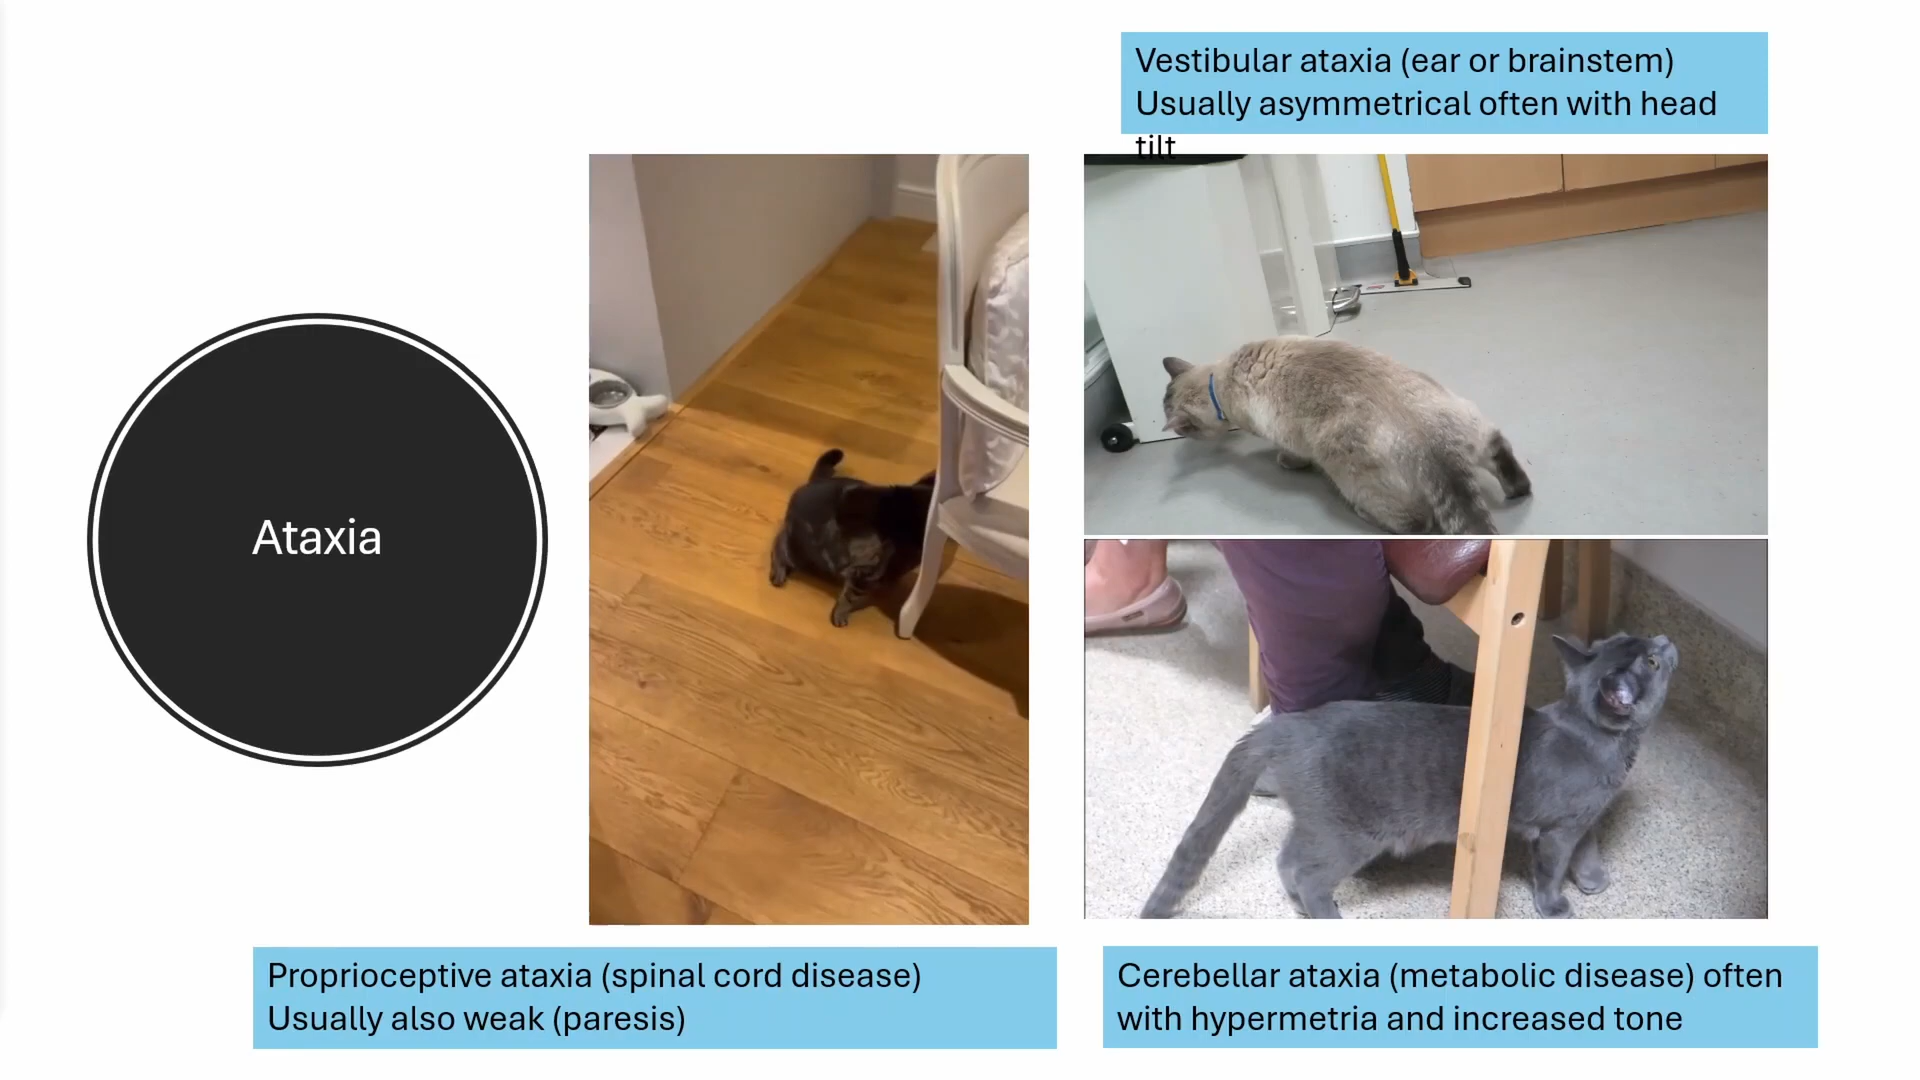 Vestibular ataxia (ear or brainstem)
Usually asymmetrical often with head
tilt
Ataxia
Proprioceptive ataxia (spinal cord disease)
Usually also weak (paresis)
Cerebellar ataxia (metabolic disease) often
with hypermetria and increased tone